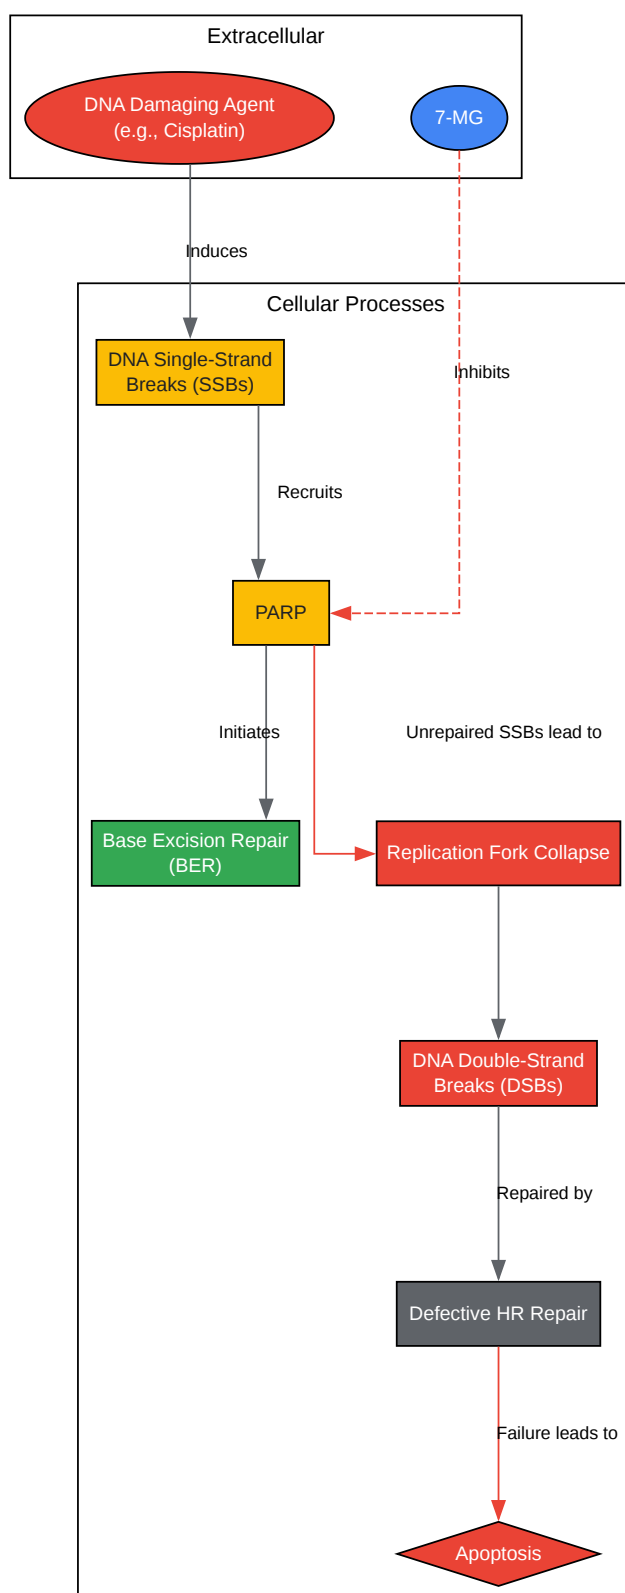 Extracellular
DNA Damaging Agent
(e.g., Cisplatin)
7-MG
Induces
Cellular Processes
DNA Single-Strand
Breaks (SSBs)
Inhibits
Recruits
PARP
Initiates
Unrepaired SSBs lead to
Base Excision Repair
(BER)
Replication Fork Collapse
DNA Double-Strand
Breaks (DSBs)
Repaired by
Defective HR Repair
Failure leads to
Apoptosis